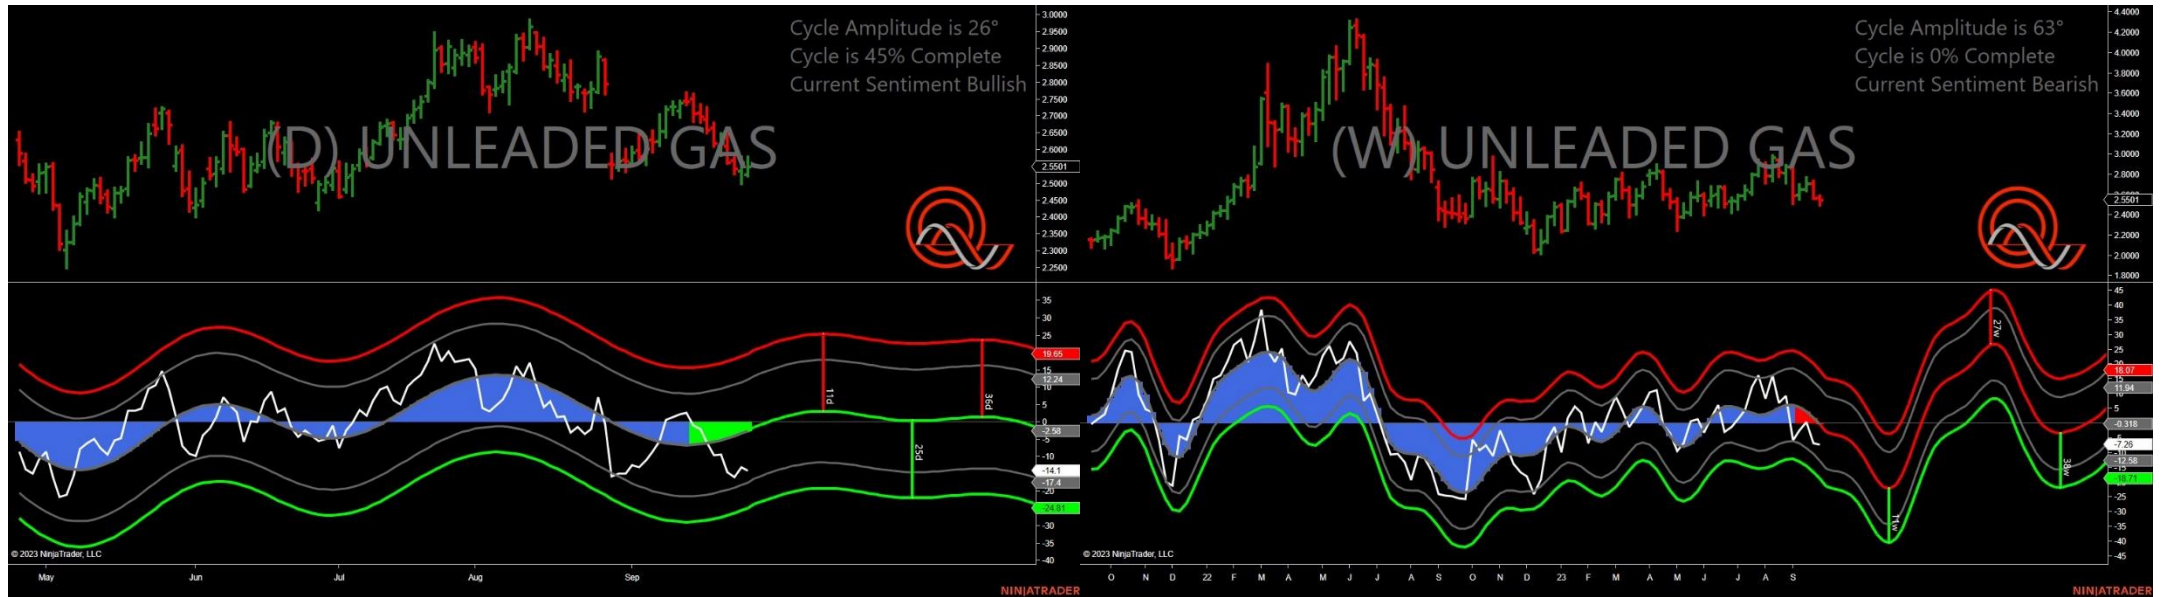 Cycle Amplitude is 26°
Cycle is 45% Complete
Current Sentiment Bullish
(D) UNLEADED GAS
3.0000
2.9500
2.9000
2.8500
2.8000
2.7500
2.7000
2.6500
2.6000
2.5501
2.5000
2.4500
2.4000
2.3500
2.3000
2.2500
35
30
25
19.65
15
12.24
10
5
0
-2.58
-5
-10
-14.1
-17.4
-20
-24.81
-30
-35
-40
11d
25d
36d
© 2023 NinjaTrader, LLC
May
Jun
Jul
Aug
Sep
NINJATRADER
Cycle Amplitude is 63°
Cycle is 0% Complete
Current Sentiment Bearish
(W) UNLEADED GAS
4.4000
4.2000
4.0000
3.8000
3.6000
3.4000
3.2000
3.0000
2.8000
2.5501
2.4000
2.2000
2.0000
1.8000
45
40
35
30
25
20
18.07
15
11.94
5
-0.318
-7.26
-12.58
-15
-18.71
-25
-30
-35
-40
-45
27w
38w
11w
© 2023 NinjaTrader, LLC
O
N
D
22
F
M
A
M
J
J
A
S
O
N
D
23
F
M
A
M
J
J
A
S
NINJATRADER